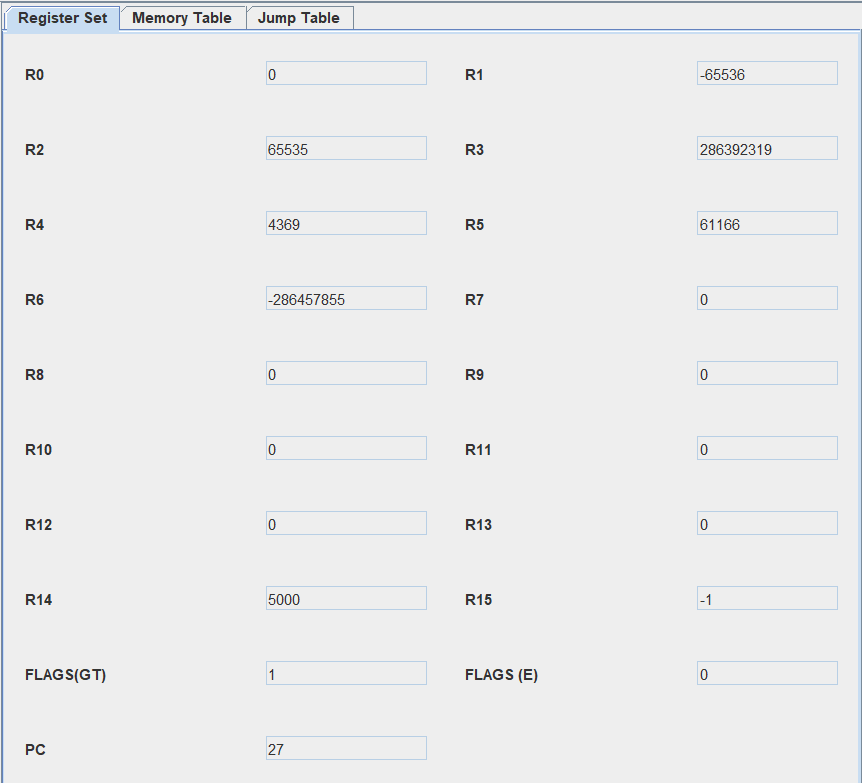 Register Set Memory Table Jump Table
R0 0 R1 -65536
R2 65535 R3 286392319
R4 4369 R5 61166
R6 -286457855 R7 0
R8 0 R9 0
R10 0 R11 0
R12 0 R13 0
R14 5000 R15 -1
FLAGS(GT) 1 FLAGS (E) 0
PC 27